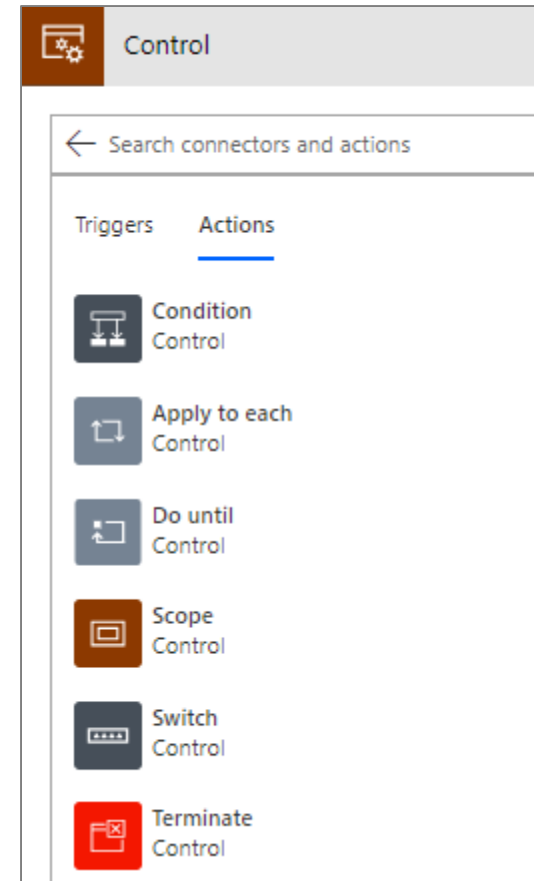 Control
Search connectors and actions
Triggers Actions
Condition
Control
Apply to each
Control
Do until
Control
Scope
Control
Switch
Control
Terminate
Control